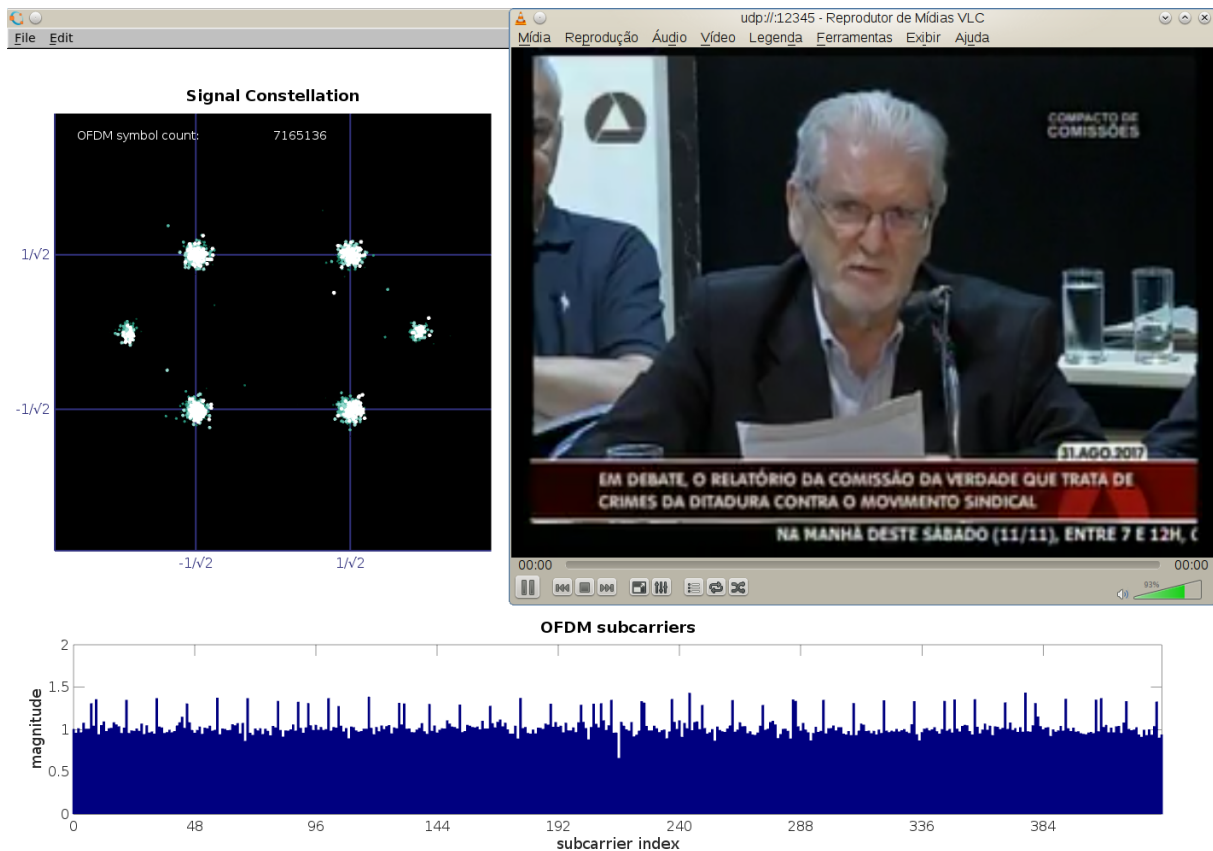 File Edit
Signal Constellation
OFDM symbol count: 7165136
1/√2
-1/√2
-1/√2 1/√2
udp://:12345 - Reprodutor de Mídias VLC
Mídia Reprodução Áudio Vídeo Legenda Ferramentas Exibir Ajuda
COMPACTO DE
COMISSÕES
31.AGO.2017
EM DEBATE, O RELATÓRIO DA COMISSÃO DA VERDADE QUE TRATA DE
CRIMES DA DITADURA CONTRA O MOVIMENTO SINDICAL
NA MANHÃ DESTE SÁBADO (11/11), ENTRE 7 E 12H,
00:00 00:00
93%
OFDM subcarriers
magnitude
2
1.5
1
0.5
0
0 48 96 144 192 240 288 336 384
subcarrier index